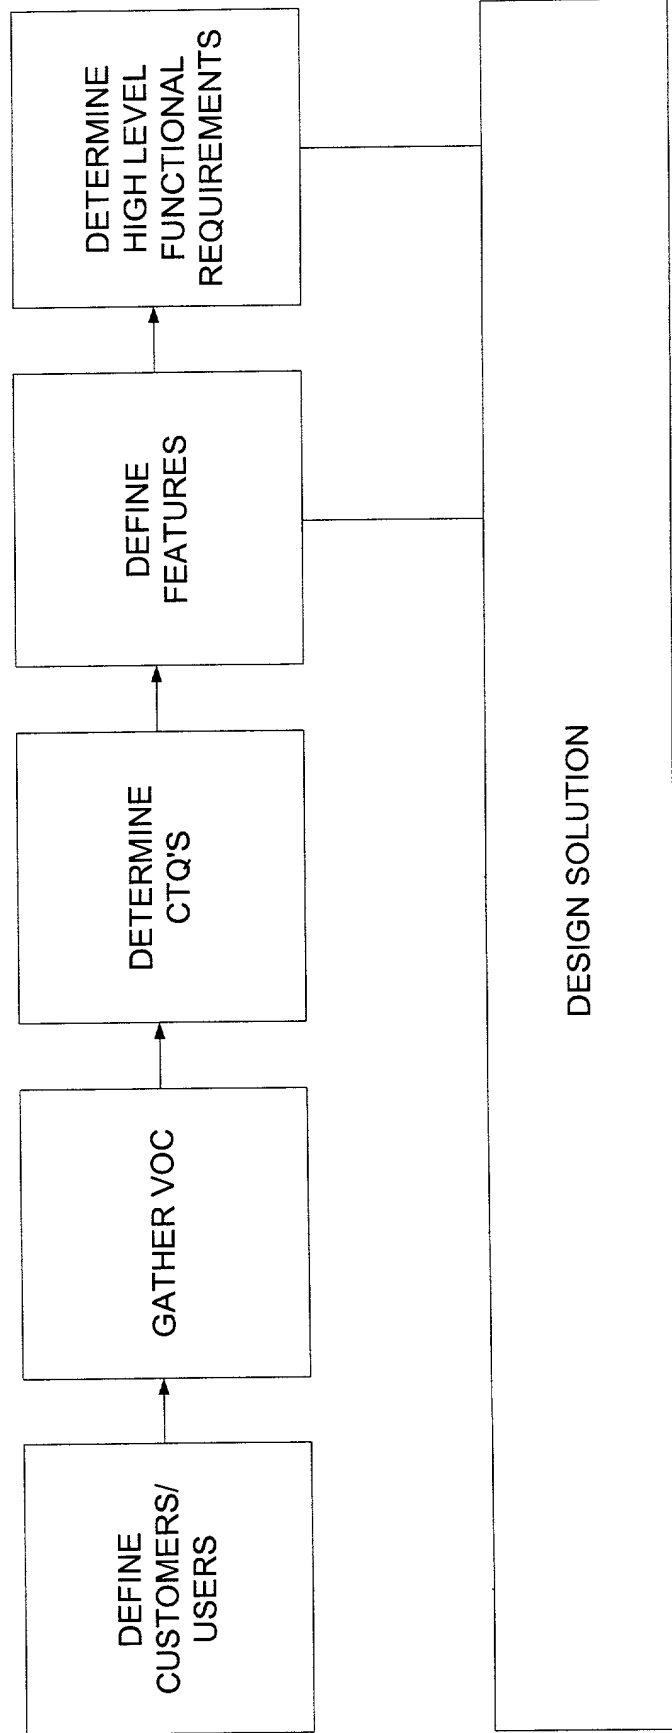 DEFINE
CUSTOMERS/
USERS
GATHER VOC
DETERMINE
CTQ'S
DEFINE
FEATURES
DETERMINE
HIGH LEVEL
FUNCTIONAL
REQUIREMENTS
DESIGN SOLUTION